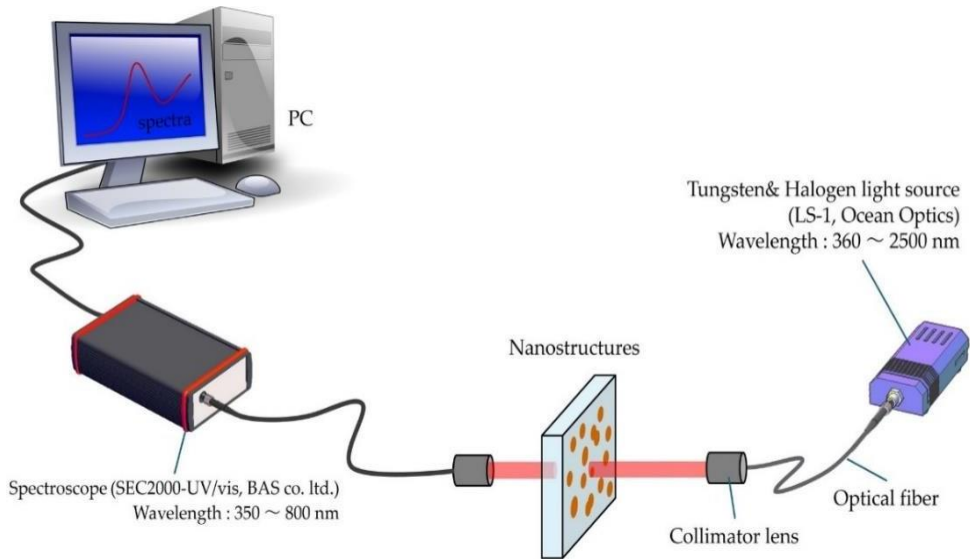 spectra
PC
Tungsten& Halogen light source
(LS-1, Ocean Optics)
Wavelength : 360 ～ 2500 nm
Nanostructures
Spectroscope (SEC2000-UV/vis, BAS co. ltd.)
Wavelength : 350 ～ 800 nm
Optical fiber
Collimator lens